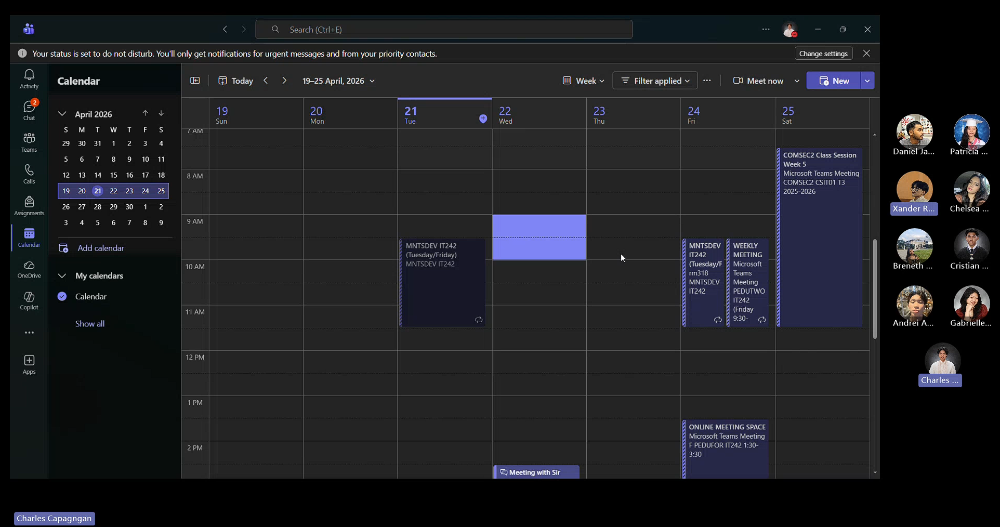 Search (Ctrl+E)
Your status is set to do not disturb. You'll only get notifications for urgent messages and from your priority contacts.
Change settings
Activity
Chat
2
Teams
Calls
Assignments
Calendar
OneDrive
Copilot
Apps
Calendar
April 2026
S M T W T F S
29 30 31 1 2 3 4
5 6 7 8 9 10 11
12 13 14 15 16 17 18
19 20 21 22 23 24 25
26 27 28 29 30 1 2
3 4 5 6 7 8 9
Add calendar
My calendars
Calendar
Show all
Today
19–25 April, 2026
Week
Filter applied
Meet now
New
19
Sun
20
Mon
21
Tue
22
Wed
23
Thu
24
Fri
25
Sat
7 AM
8 AM
9 AM
10 AM
11 AM
12 PM
1 PM
2 PM
MNTSDEV IT242
(Tuesday/Friday)
MNTSDEV IT242
Meeting with Sir
MNTSDEV
IT242
(Tuesday/F
rm318
MNTSDEV
IT242
WEEKLY
MEETING
Microsoft
Teams
Meeting
PEDUTWO
IT242
(Friday
9:30-
ONLINE MEETING SPACE
Microsoft Teams Meeting
F PEDUFOR IT242 1:30-
3:30
COMSEC2 Class Session
Week 5
Microsoft Teams Meeting
COMSEC2 CSIT01 T3
2025-2026
Daniel Ja...
Patricia ...
Xander R...
Chelsea ...
Breneth ...
Cristian ...
Andrei A...
Gabrielle...
Charles ...
Charles Capagngan